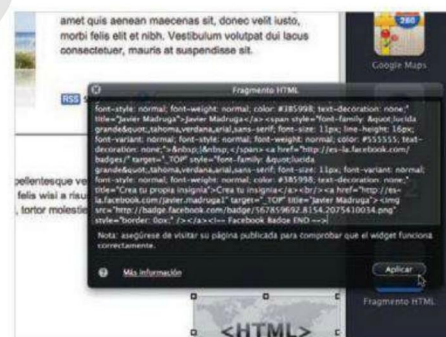 amet quis aenean maecenas sit, donec velit iusto,
morbi felis elit et nibh. Vestibulum volutpat dui lacus
consectetuer, mauris at suspendisse sit.
Google Maps
RSS
Fragmento HTML
font-style: normal; font-weight: normal; color: #3B5998; text-decoration: none;"
title="Javier Madruga">Javier Madruga</a><span style="font-family: &quot;lucida
grande&quot;,tahoma,verdana,arial,sans-serif; font-size: 11px; line-height: 16px;
font-variant: normal; font-style: normal; font-weight: normal; color: #555555; text-
decoration: none;">&nbsp;|&nbsp;</span><a href="http://es-la.facebook.com/
badges/" target="_TOP" style="font-family: &quot;lucida
grande&quot;,tahoma,verdana,arial,sans-serif; font-size: 11px; font-variant: normal;
font-style: normal; font-weight: normal; color: #3B5998; text-decoration: none;"
title="Crea tu propia insignia">Crea tu insignia</a><br/><a href="http://es-
la.facebook.com/javier.madruga1" target="_TOP" title="Javier Madruga"><img
src="http://badge.facebook.com/badge/567859692.8154.2075410034.png"
style="border: 0px;" /></a><!-- Facebook Badge END -->
pellentesque ve
felis wisi a risu
, tortor molestie
Nota: asegúrese de visitar su página publicada para comprobar que el widget funciona
correctamente.
? Más información
Aplicar
Fragmento HTML
<HTML>